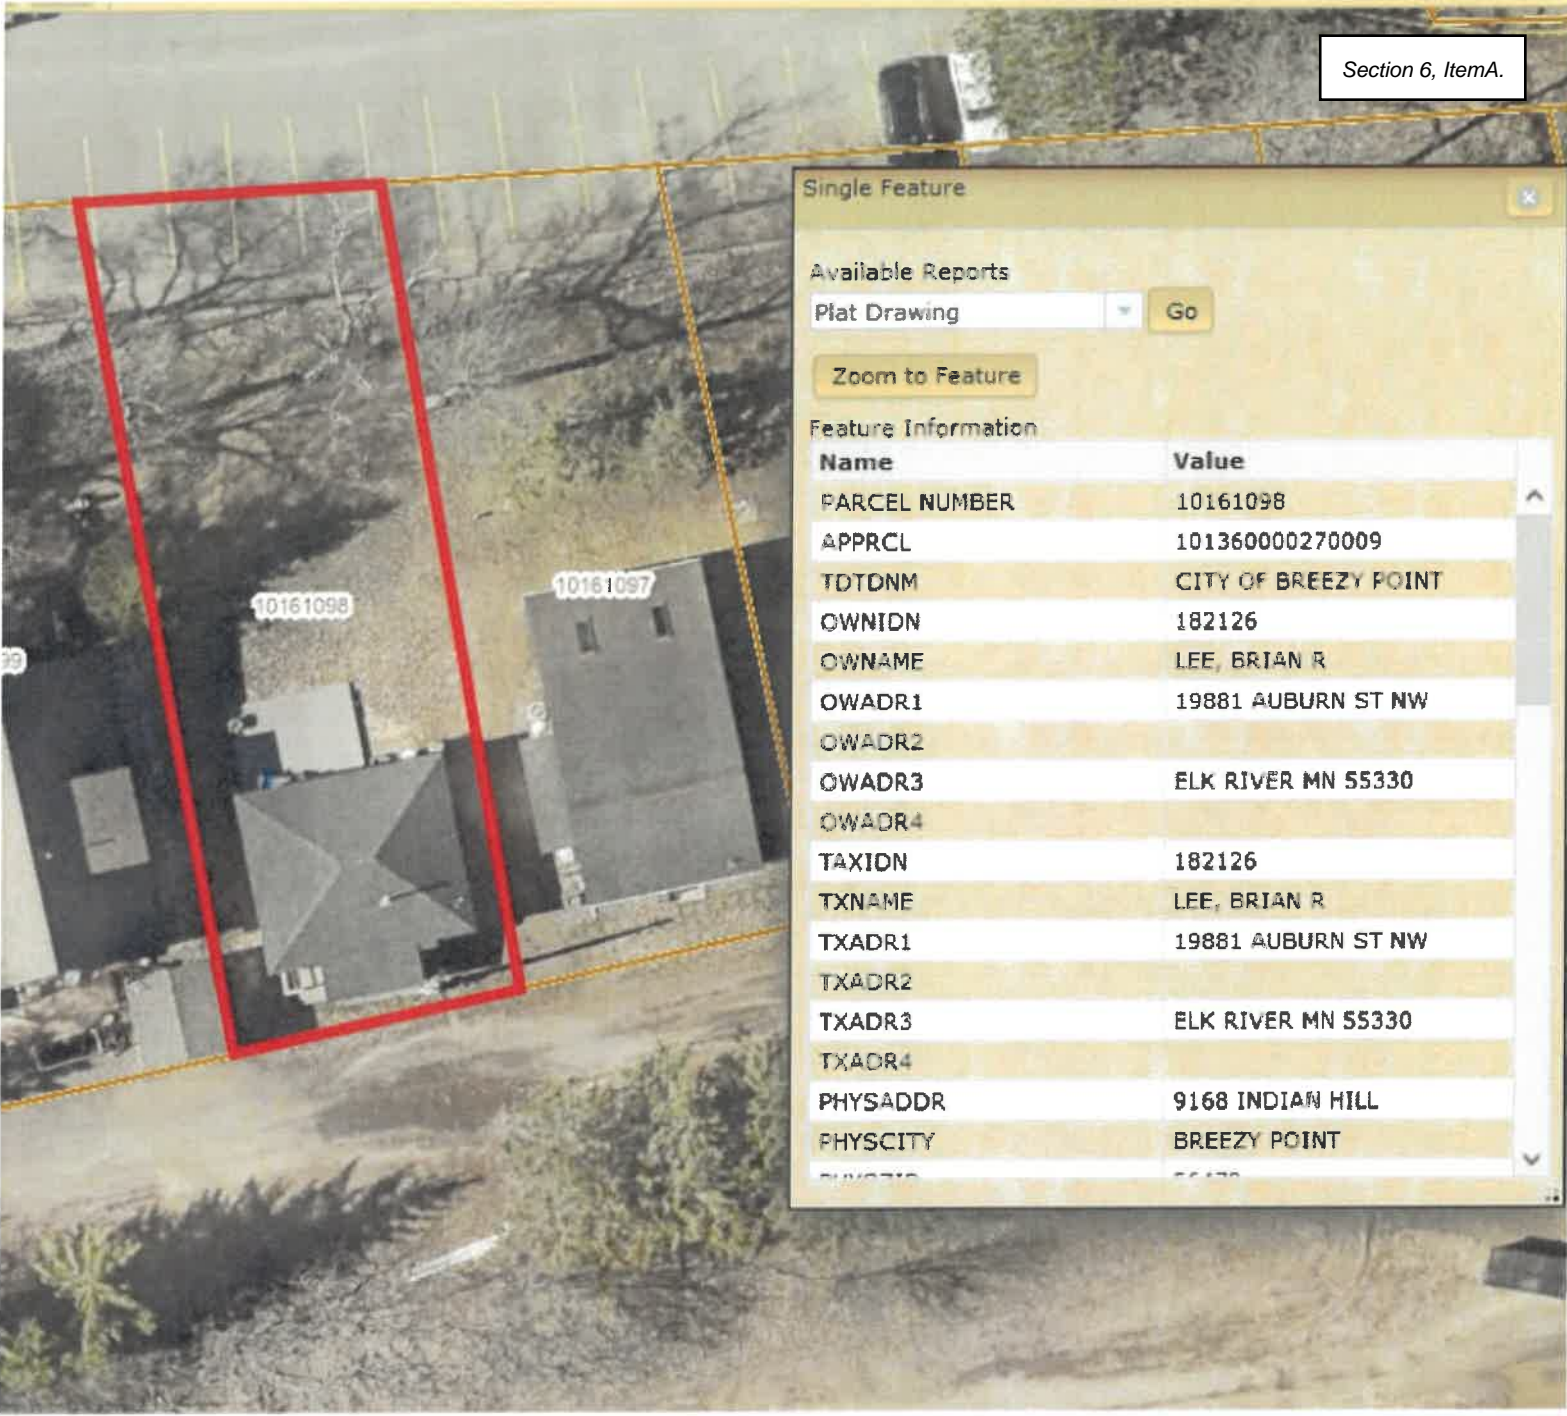 Section 6, ItemA.
Single Feature
Available Reports
Plat Drawing
Go
Zoom to Feature
Feature Information
Name Value
PARCEL NUMBER 10161098
APPRCL 101360000270009
TDTDNM CITY OF BREEZY POINT
OWNIDN 182126
OWNAME LEE, BRIAN R
OWADR1 19881 AUBURN ST NW
OWADR2
OWADR3 ELK RIVER MN 55330
OWADR4
TAXIDN 182126
TXNAME LEE, BRIAN R
TXADR1 19881 AUBURN ST NW
TXADR2
TXADR3 ELK RIVER MN 55330
TXADR4
PHYSADDR 9168 INDIAN HILL
PHYSCITY BREEZY POINT
10161097
10161098
99